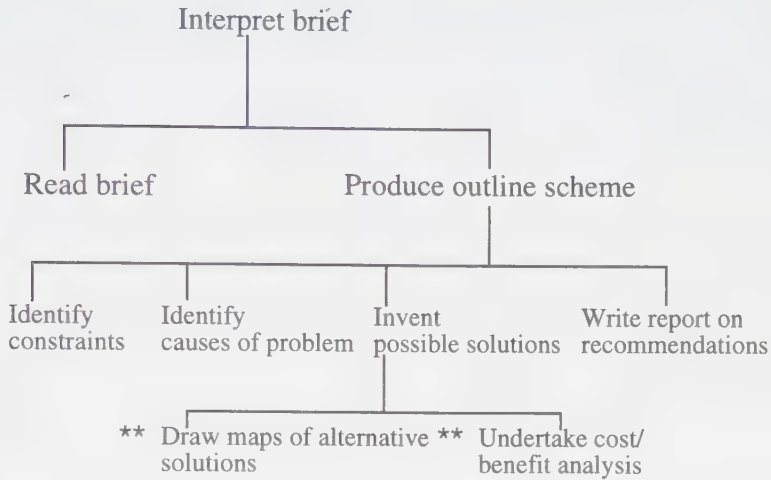 Interpret brief
Read brief
Produce outline scheme
Identify
constraints
Identify
causes of problem
Invent
possible solutions
Write report on
recommendations
** Draw maps of alternative
solutions
** Undertake cost/
benefit analysis